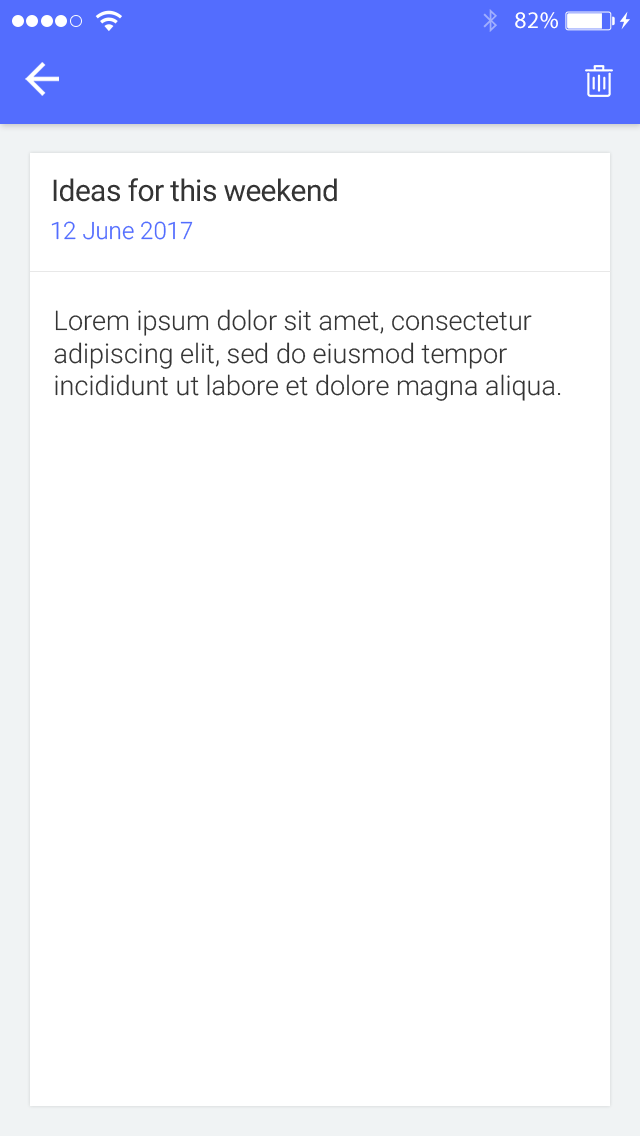 82%
Ideas for this weekend
12 June 2017
Lorem ipsum dolor sit amet, consectetur
adipiscing elit, sed do eiusmod tempor
incididunt ut labore et dolore magna aliqua.